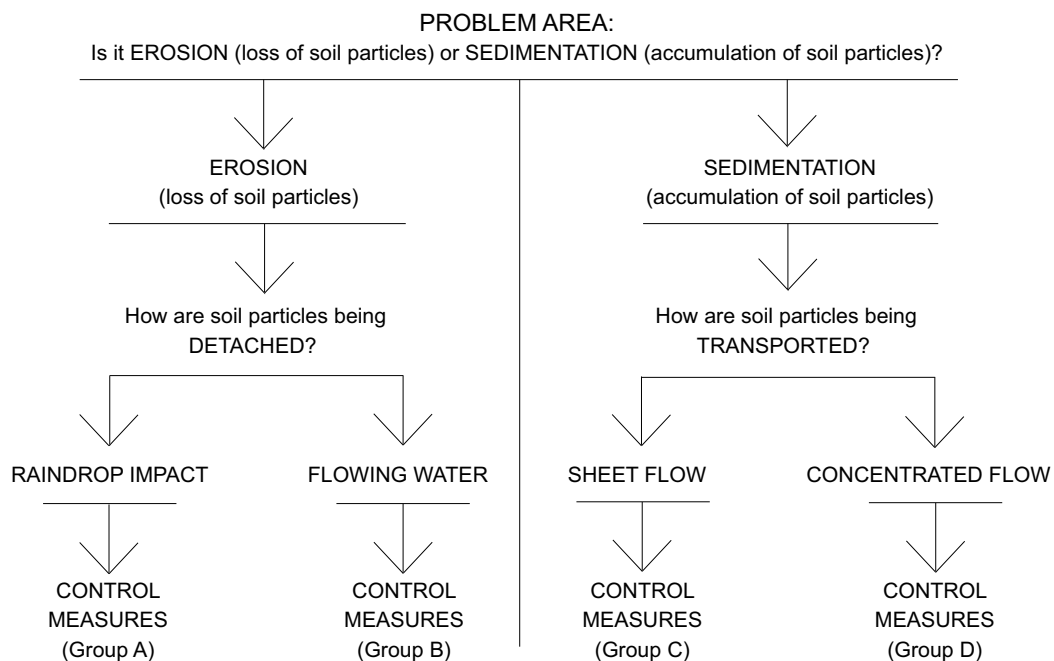 PROBLEM AREA:
Is it EROSION (loss of soil particles) or SEDIMENTATION (accumulation of soil particles)?
EROSION
(loss of soil particles)
SEDIMENTATION
(accumulation of soil particles)
How are soil particles being
DETACHED?
How are soil particles being
TRANSPORTED?
RAINDROP IMPACT
FLOWING WATER
SHEET FLOW
CONCENTRATED FLOW
CONTROL
MEASURES
(Group A)
CONTROL
MEASURES
(Group B)
CONTROL
MEASURES
(Group C)
CONTROL
MEASURES
(Group D)